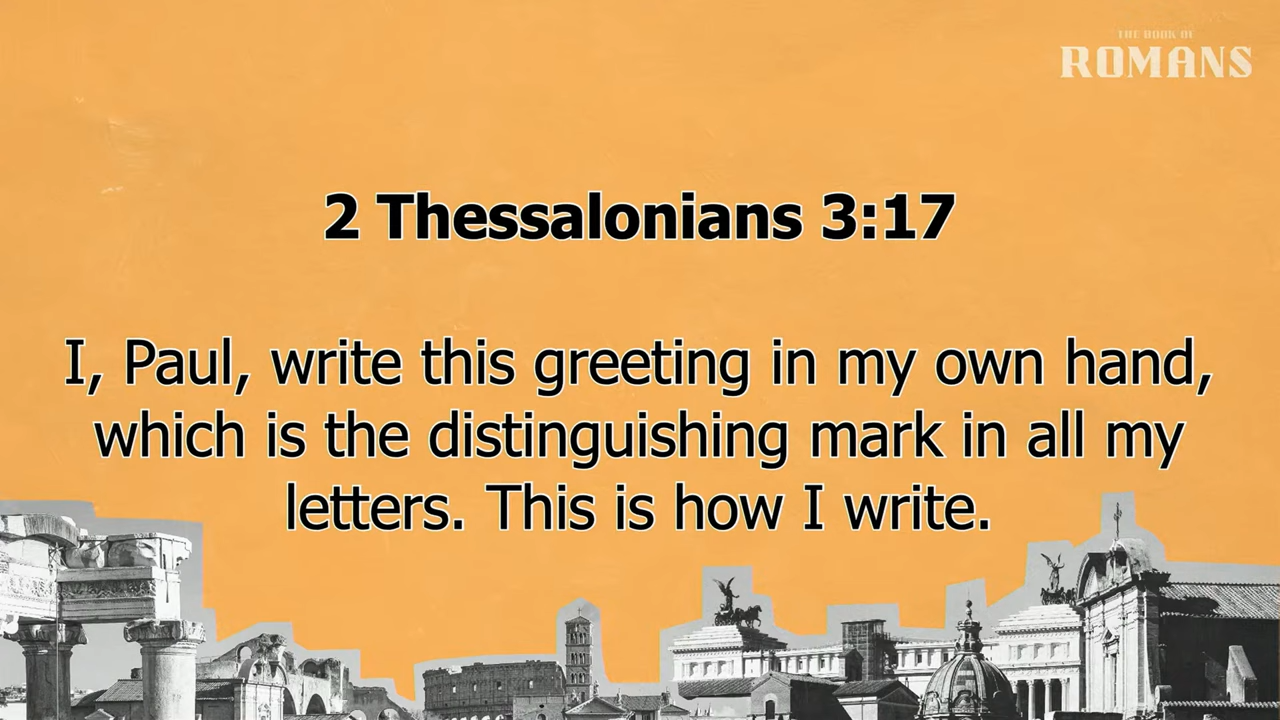 THE BOOK OF
ROMANS
2 Thessalonians 3:17
I, Paul, write this greeting in my own hand,
which is the distinguishing mark in all my
letters. This is how I write.